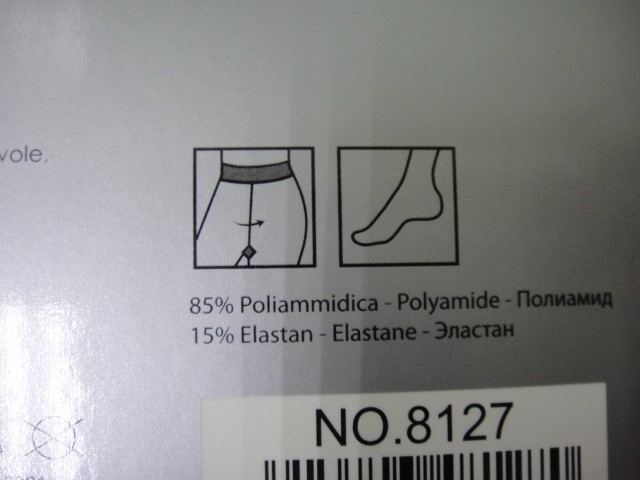 vole,
85% Poliammidica - Polyamide - Полиамид
15% Elastan - Elastane - Эластан
NO.8127